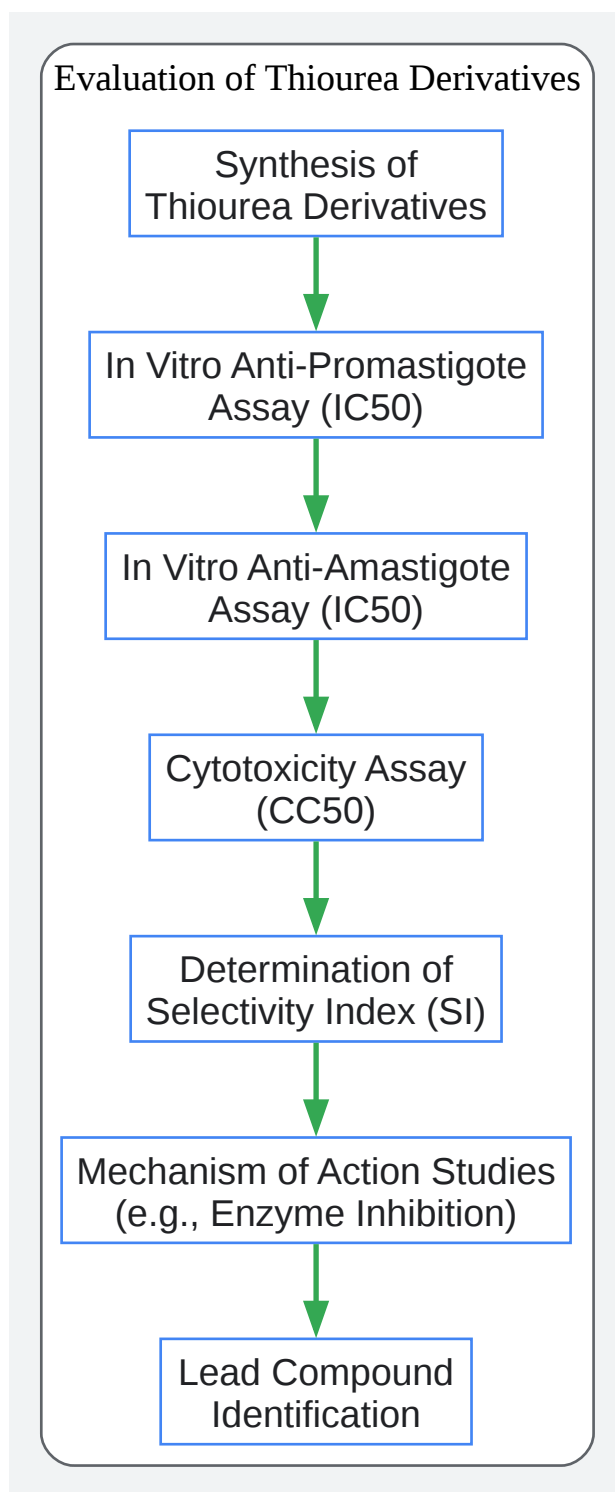 Evaluation of Thiourea Derivatives
Synthesis of
Thiourea Derivatives
In Vitro Anti-Promastigote
Assay (IC50)
In Vitro Anti-Amastigote
Assay (IC50)
Cytotoxicity Assay
(CC50)
Determination of
Selectivity Index (SI)
Mechanism of Action Studies
(e.g., Enzyme Inhibition)
Lead Compound
Identification